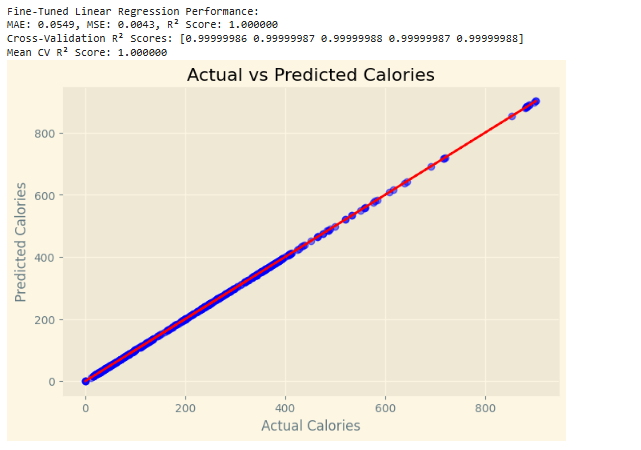 Fine-Tuned Linear Regression Performance:
MAE: 0.0549, MSE: 0.0043, R² Score: 1.000000
Cross-Validation R² Scores: [0.99999986 0.99999987 0.99999988 0.99999987 0.99999988]
Mean CV R² Score: 1.000000
Actual vs Predicted Calories
Predicted Calories
800
600
400
200
0
0 200 400 600 800
Actual Calories